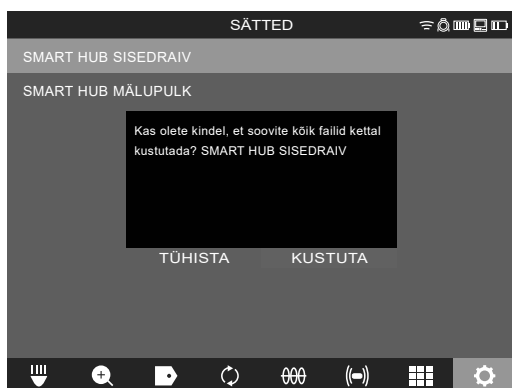 SÄTTED
SMART HUB SISEDRAIV
SMART HUB MÄLUPULK
Kas olete kindel, et soovite kõik failid kettal
kustutada? SMART HUB SISEDRAIV
TÜHISTA KUSTUTA